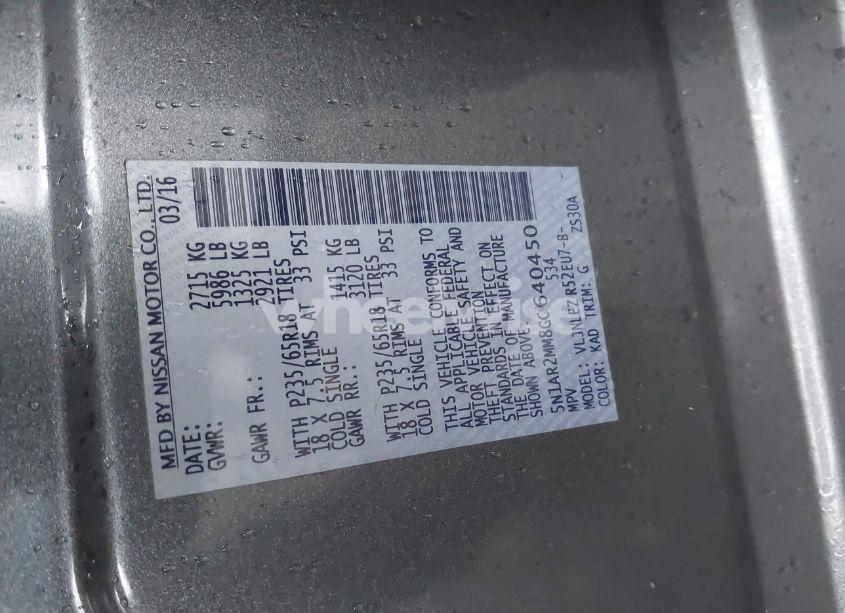 MFD BY NISSAN MOTOR CO., LTD.
DATE: 03/16
GVWR: 2715 KG
5986 LB
GAWR FR.: 1325 KG
2921 LB
WITH P235/65R18 TIRES
18 X 7.5 RIMS AT 33 PSI
COLD SINGLE
GAWR RR.: 1415 KG
3120 LB
WITH P235/65R18 TIRES
18 X 7.5 RIMS AT 33 PSI
COLD SINGLE
THIS VEHICLE CONFORMS TO
ALL APPLICABLE FEDERAL
MOTOR VEHICLE SAFETY AND
THEFT PREVENTION
STANDARDS IN EFFECT ON
THE DATE OF MANUFACTURE
SHOWN ABOVE.
5N1AR2MM8GC640450
MPV 534
MODEL: R52EU7-B-
COLOR: KAD TRIM: G ZS30A